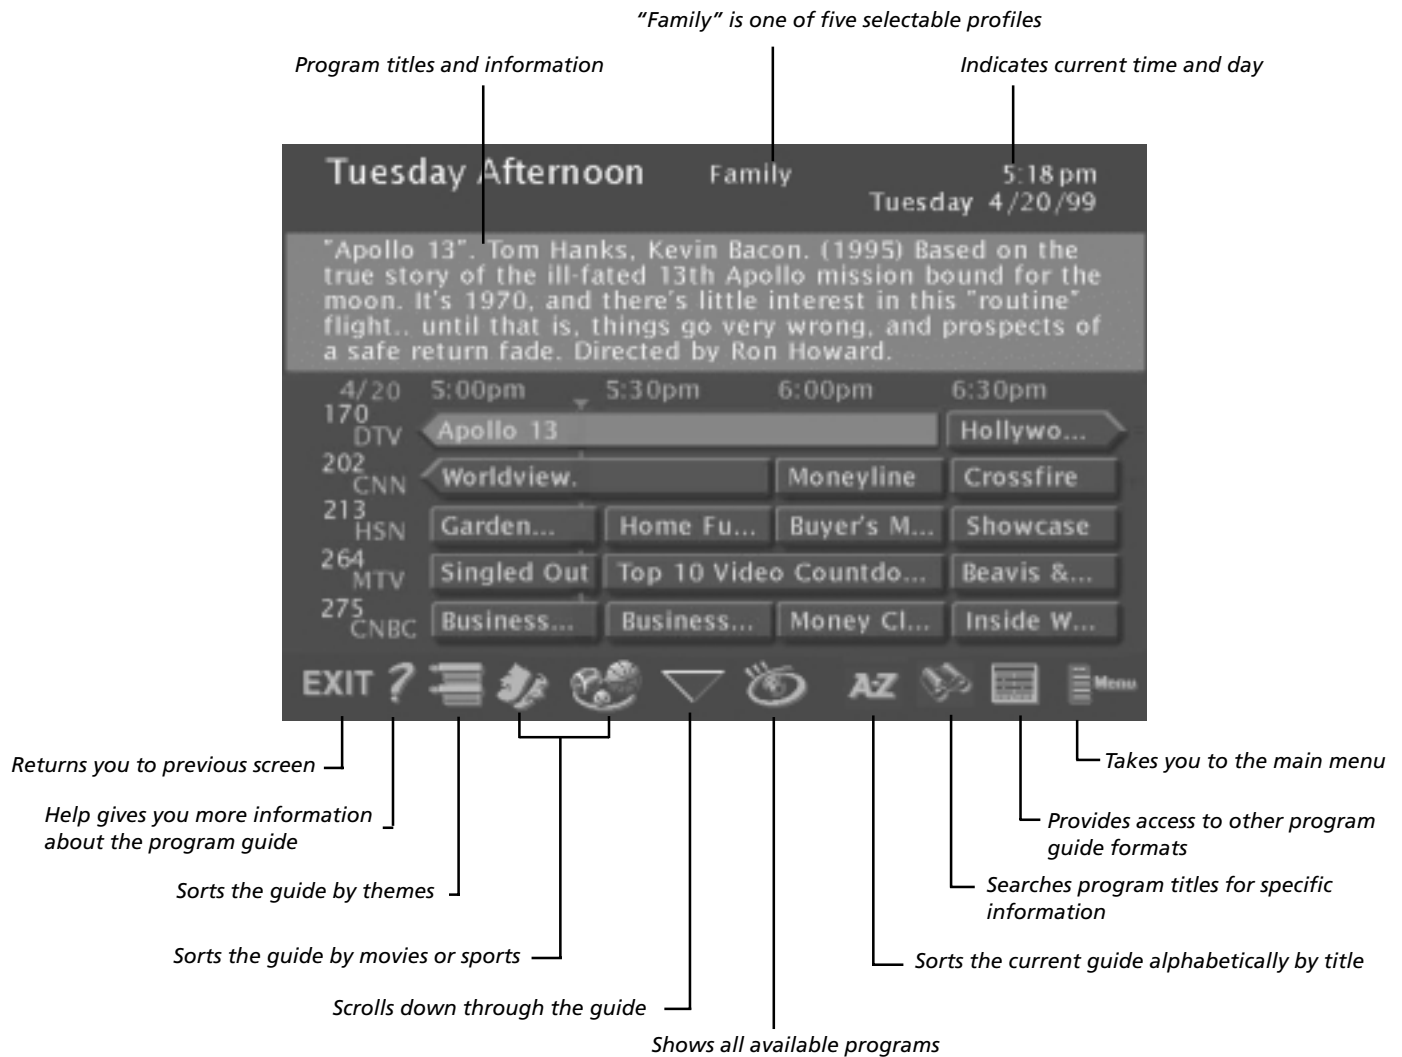 “Family” is one of five selectable profiles
Program titles and information
Indicates current time and day
Tuesday Afternoon Family 5:18 pm
Tuesday 4/20/99
"Apollo 13". Tom Hanks, Kevin Bacon. (1995) Based on the
true story of the ill-fated 13th Apollo mission bound for the
moon. It's 1970, and there's little interest in this "routine"
flight.. until that is, things go very wrong, and prospects of
a safe return fade. Directed by Ron Howard.
4/20 5:00pm 5:30pm 6:00pm 6:30pm
170 DTV Apollo 13 Hollywo...
202 CNN Worldview. Moneyline Crossfire
213 HSN Garden... Home Fu... Buyer's M... Showcase
264 MTV Singled Out Top 10 Video Countdo... Beavis &...
275 CNBC Business... Business... Money Cl... Inside W...
EXIT ? A-Z Menu
Returns you to previous screen
Takes you to the main menu
Help gives you more information
about the program guide
Provides access to other program
guide formats
Sorts the guide by themes
Searches program titles for specific
information
Sorts the guide by movies or sports
Sorts the current guide alphabetically by title
Scrolls down through the guide
Shows all available programs